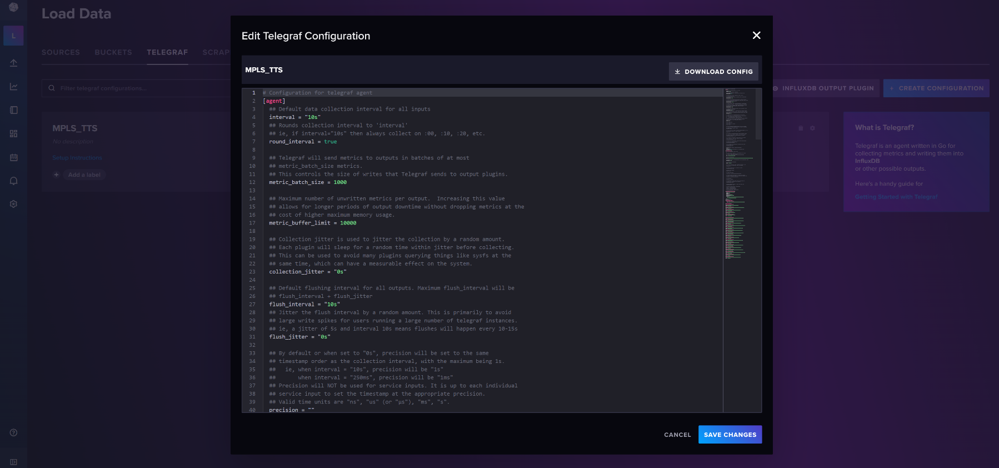 Load Data
L
SOURCES
BUCKETS
TELEGRAF
SCRAP
Filter telegraf configurations...
INFLUXDB OUTPUT PLUGIN
+ CREATE CONFIGURATION
MPLS_TTS
No description
Setup Instructions
+ Add a label
What is Telegraf?
Telegraf is an agent written in Go for
collecting metrics and writing them into
InfluxDB
or other possible outputs.
Here's a handy guide for
Getting Started with Telegraf
Edit Telegraf Configuration
MPLS_TTS
DOWNLOAD CONFIG
1 # Configuration for telegraf agent
2 [agent]
3 ## Default data collection interval for all inputs
4 interval = "10s"
5 ## Rounds collection interval to 'interval'
6 ## ie, if interval="10s" then always collect on :00, :10, :20, etc.
7 round_interval = true
8
9 ## Telegraf will send metrics to outputs in batches of at most
10 ## metric_batch_size metrics.
11 ## This controls the size of writes that Telegraf sends to output plugins.
12 metric_batch_size = 1000
13
14 ## Maximum number of unwritten metrics per output.  Increasing this value
15 ## allows for longer periods of output downtime without dropping metrics at the
16 ## cost of higher maximum memory usage.
17 metric_buffer_limit = 10000
18
19 ## Collection jitter is used to jitter the collection by a random amount.
20 ## Each plugin will sleep for a random time within jitter before collecting.
21 ## This can be used to avoid many plugins querying things like sysfs at the
22 ## same time, which can have a measurable effect on the system.
23 collection_jitter = "0s"
24
25 ## Default flushing interval for all outputs. Maximum flush_interval will be
26 ## flush_interval + flush_jitter
27 flush_interval = "10s"
28 ## Jitter the flush interval by a random amount. This is primarily to avoid
29 ## large write spikes for users running a large number of telegraf instances.
30 ## ie, a jitter of 5s and interval 10s means flushes will happen every 10-15s
31 flush_jitter = "0s"
32
33 ## By default or when set to "0s", precision will be set to the same
34 ## timestamp order as the collection interval, with the maximum being 1s.
35 ##   ie, when interval = "10s", precision will be "1s"
36 ##       when interval = "250ms", precision will be "1ms"
37 ## Precision will NOT be used for service inputs. It is up to each individual
38 ## service input to set the timestamp at the appropriate precision.
39 ## Valid time units are "ns", "us" (or "µs"), "ms", "s".
40 precision = ""
CANCEL
SAVE CHANGES